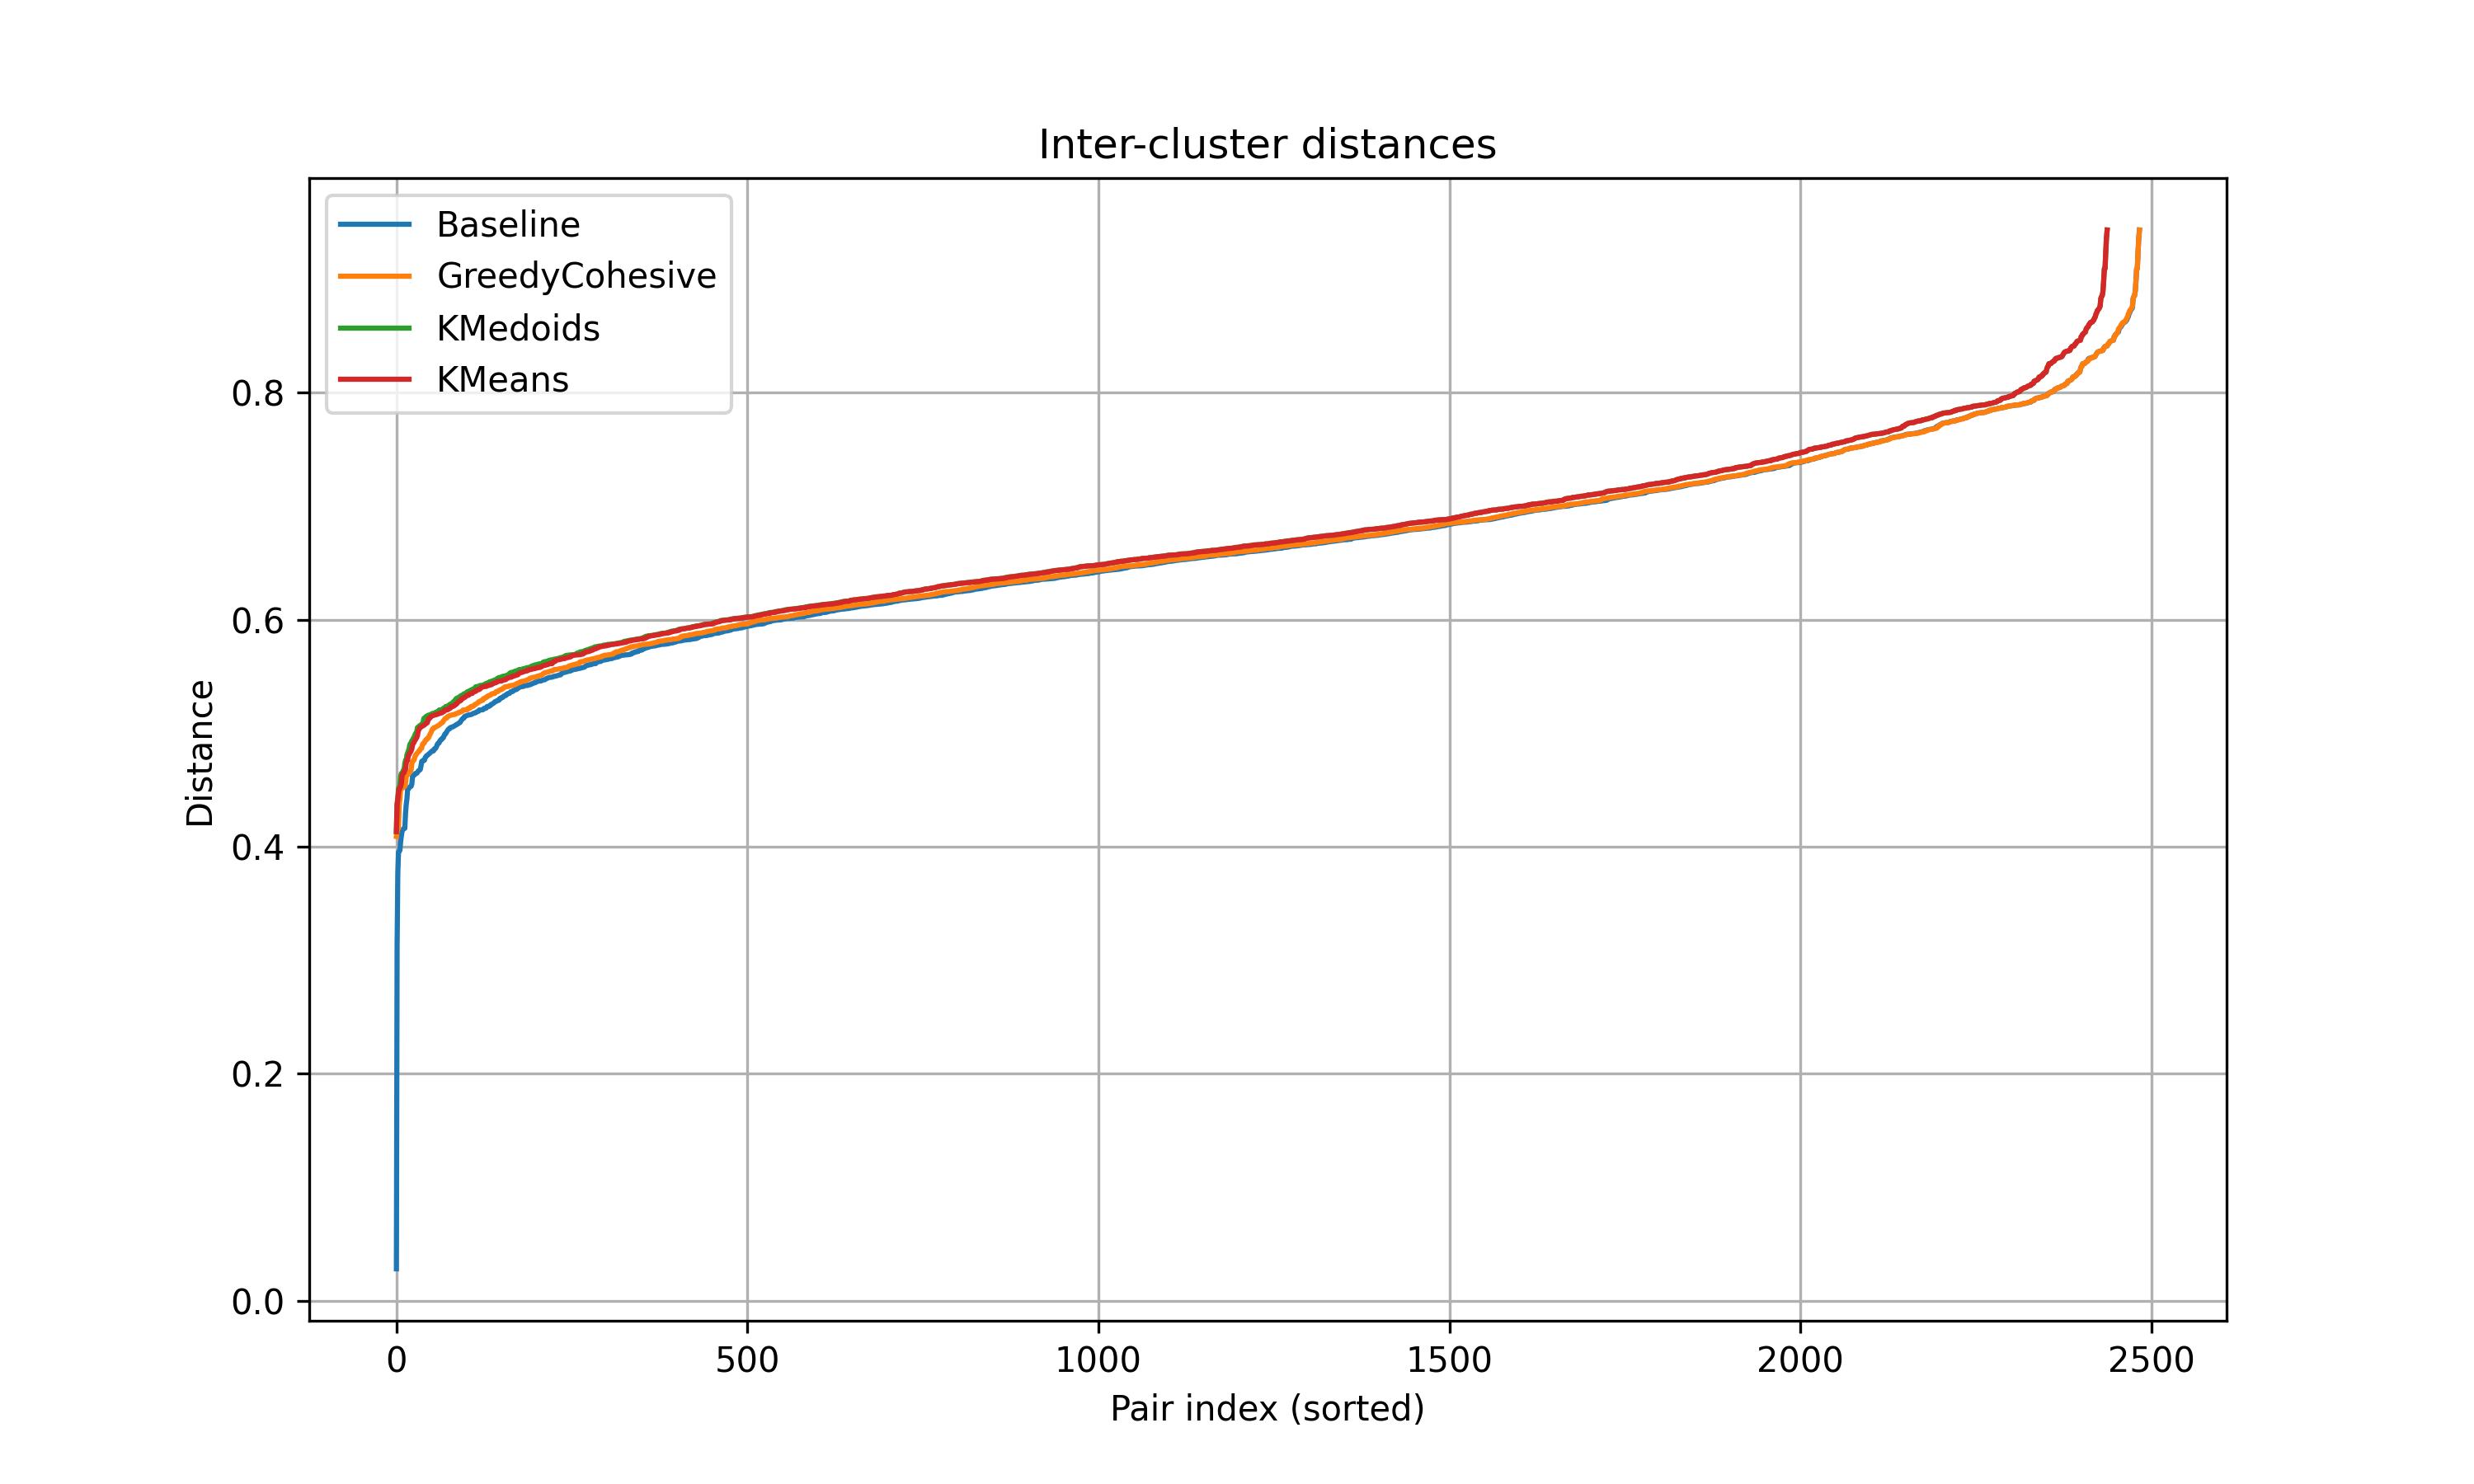 Inter-cluster distances
Baseline
GreedyCohesive
KMedoids
KMeans
0.8
0.6
0.4
0.2
0.0
Distance
0 500 1000 1500 2000 2500
Pair index (sorted)